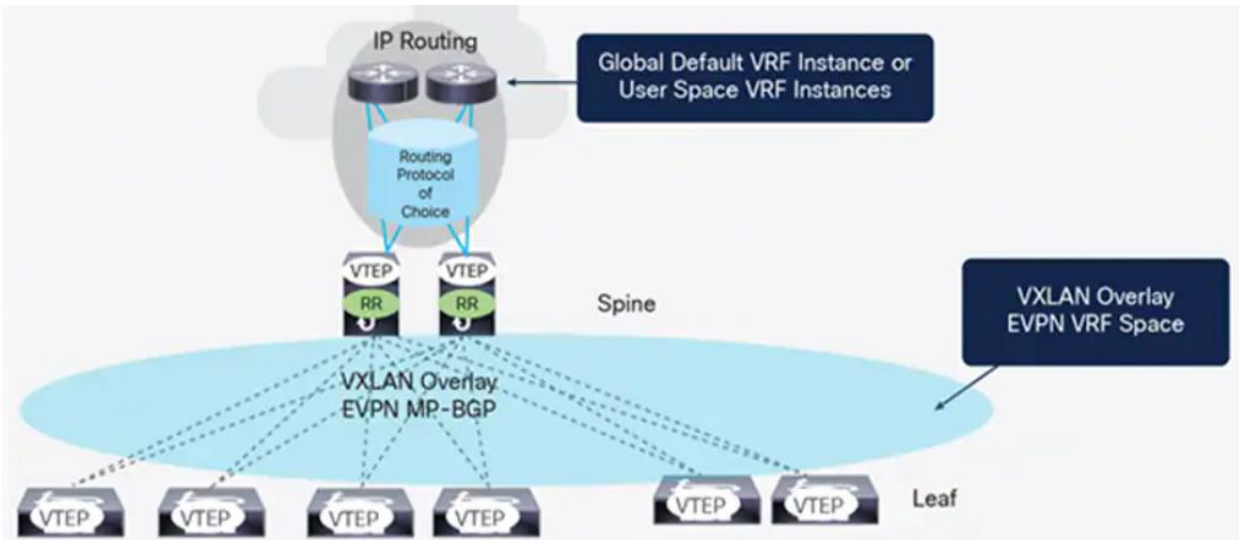 IP Routing
Global Default VRF Instance or
User Space VRF Instances
Routing
Protocol
of
Choice
VTEP
VTEP
RR
RR
Spine
VXLAN Overlay
EVPN VRF Space
VXLAN Overlay
EVPN MP-BGP
VTEP
VTEP
VTEP
VTEP
VTEP
VTEP
Leaf